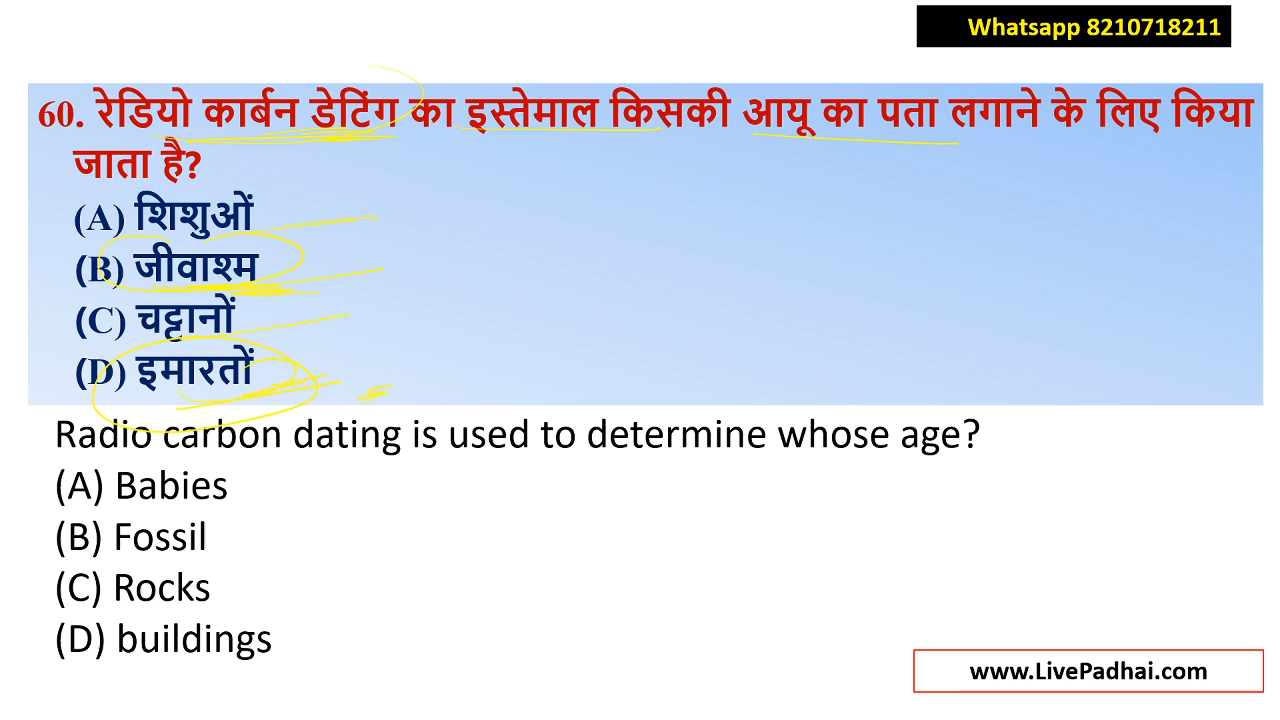 Whatsapp 8210718211
60. रेडियो कार्बन डेटिंग का इस्तेमाल किसकी आयू का पता लगाने के लिए किया
जाता है?
(A) शिशुओं
(B) जीवाश्म
(C) चट्टानों
(D) इमारतों
Radio carbon dating is used to determine whose age?
(A) Babies
(B) Fossil
(C) Rocks
(D) buildings
www.LivePadhai.com